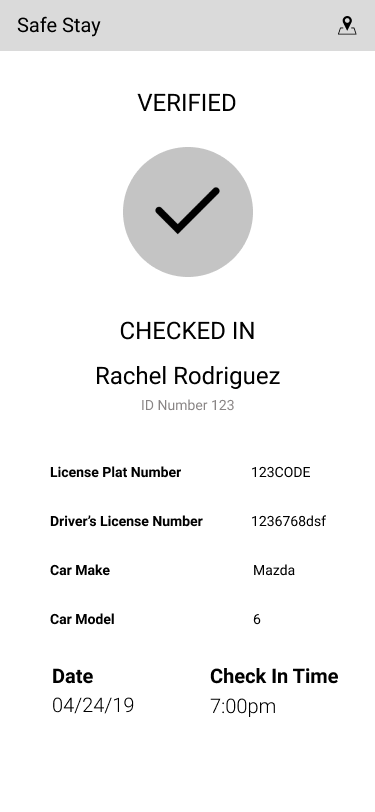 Safe Stay
VERIFIED
CHECKED IN
Rachel Rodriguez
ID Number 123
License Plat Number 123CODE
Driver’s License Number 1236768dsf
Car Make Mazda
Car Model 6
Date Check In Time
04/24/19 7:00pm